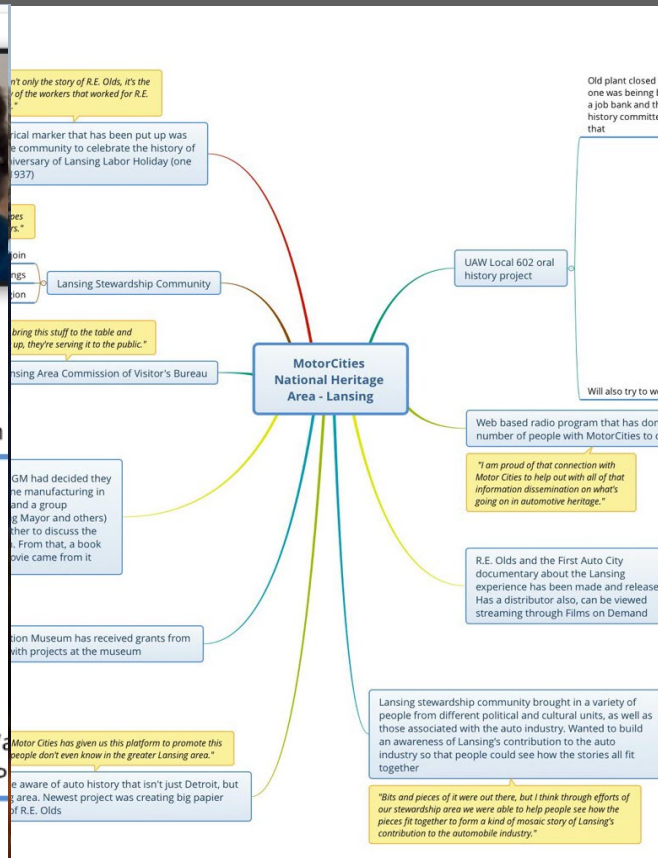 n't only the story of R.E. Olds, it's the
of the workers that worked for R.E.
."
rical marker that has been put up was
e community to celebrate the history of
iversary of Lansing Labor Holiday (one
1937)
pes
rs."
join
ngs
gion
Lansing Stewardship Community
bring this stuff to the table and
up, they're serving it to the public."
nsing Area Commission of Visitor's Bureau
GM had decided they
ne manufacturing in
and a group
g Mayor and others)
ther to discuss the
. From that, a book
ovie came from it
tion Museum has received grants from
with projects at the museum
Motor Cities has given us this platform to promote this
people don't even know in the greater Lansing area."
e aware of auto history that isn't just Detroit, but
g area. Newest project was creating big papier
of R.E. Olds
MotorCities
National Heritage
Area - Lansing
Old plant closed
one was beinng
a job bank and th
history committe
that
UAW Local 602 oral
history project
Will also try to w
Web based radio program that has don
number of people with MotorCities to
"I am proud of that connection with
Motor Cities to help out with all of that
information dissemination on what's
going on in automotive heritage."
R.E. Olds and the First Auto City
documentary about the Lansing
experience has been made and release
Has a distributor also, can be viewed
streaming through Films on Demand
Lansing stewardship community brought in a variety of
people from different political and cultural units, as well as
those associated with the auto industry. Wanted to build
an awareness of Lansing's contribution to the auto
industry so that people could see how the stories all fit
together
"Bits and pieces of it were out there, but I think through efforts of
our stewardship area we were able to help people see how the
pieces fit together to form a kind of mosaic story of Lansing's
contribution to the automobile industry."